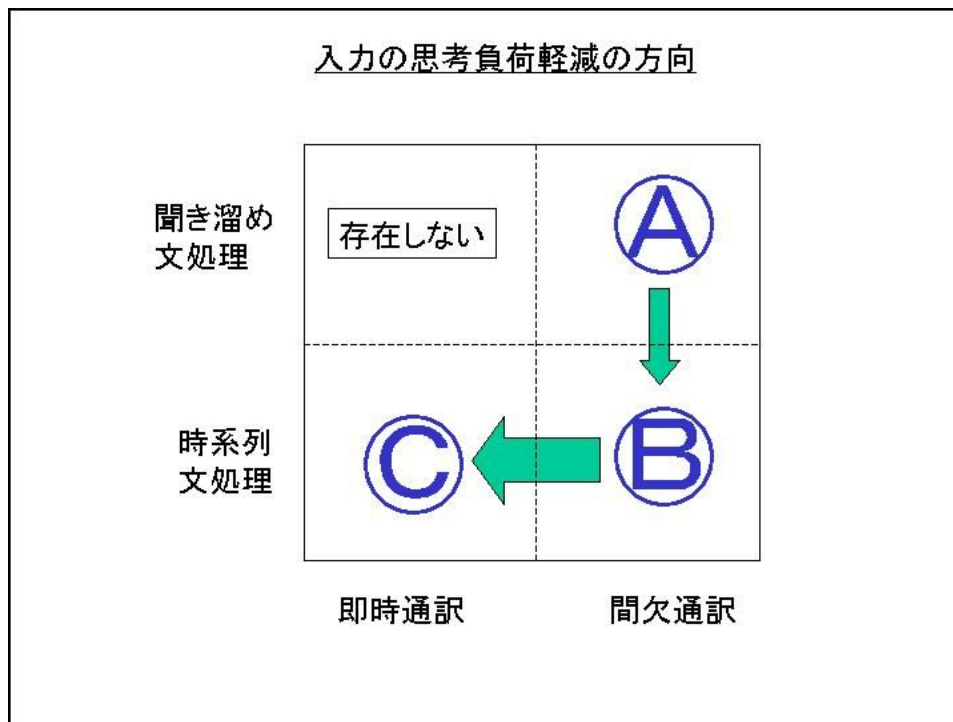 入力の思考負荷軽減の方向
聞き溜め
文処理
存在しない
A
時系列
文処理
C
B
即時通訳
間欠通訳